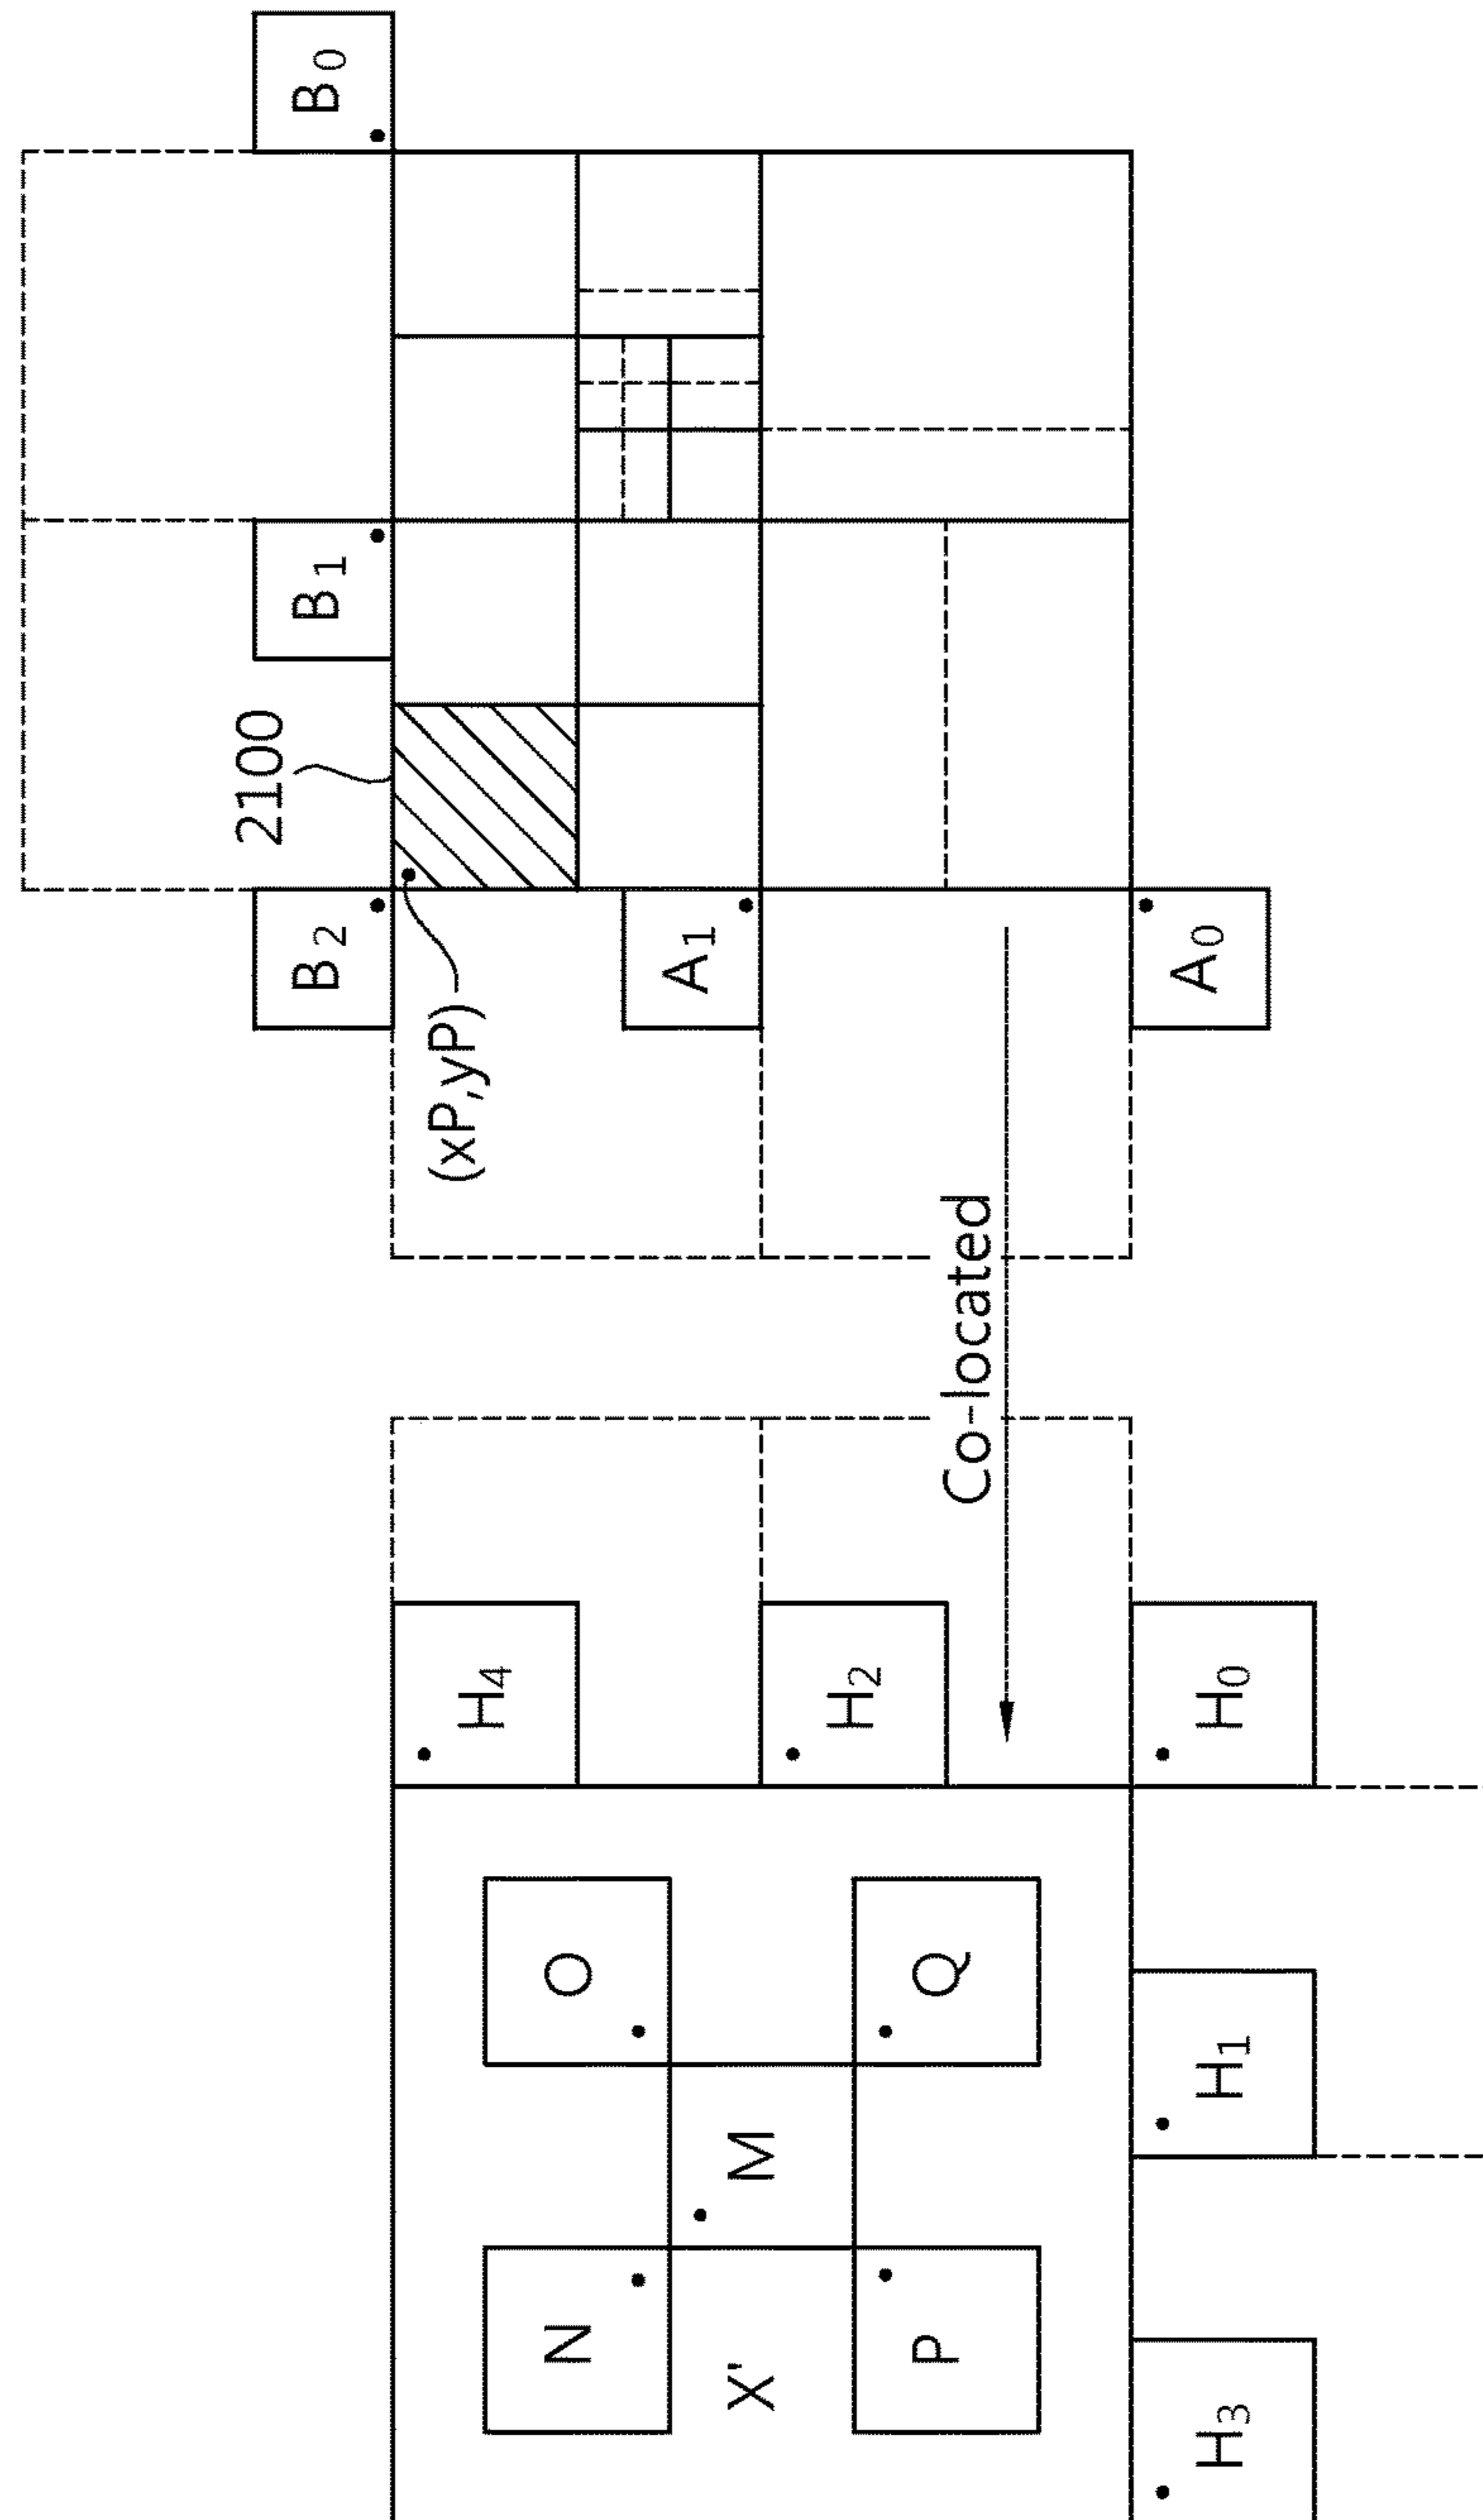 2100
B2
B1
B0
(xP,yP)
A1
A0
Co-located
H4
N
O
X'
M
H2
P
Q
H3
H1
H0